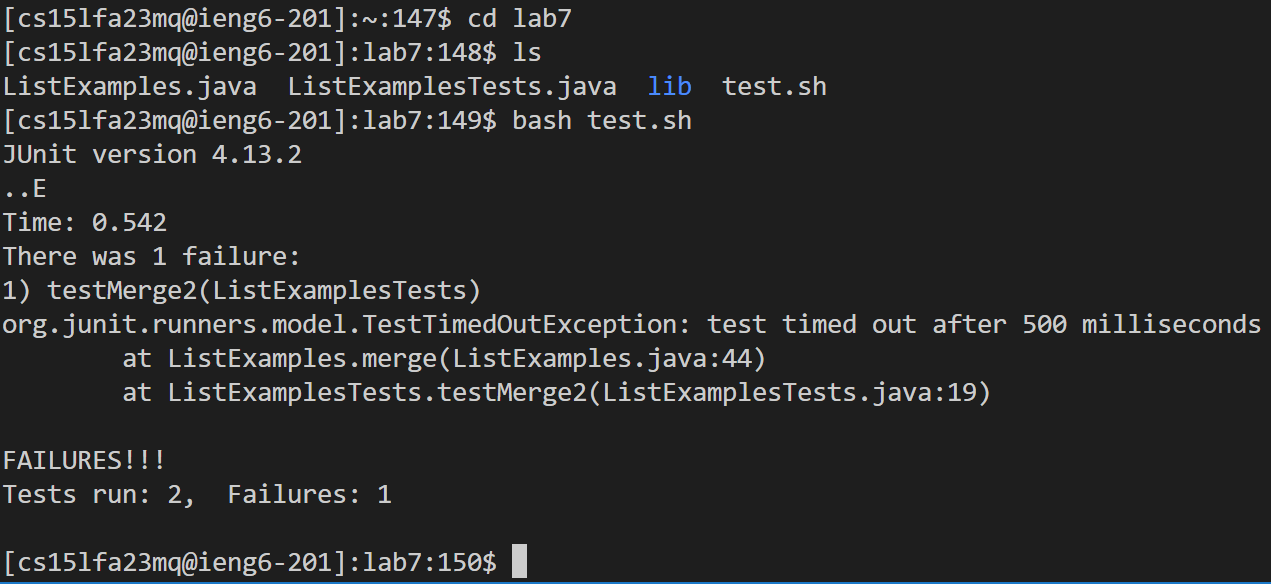 [cs15lfa23mq@ieng6-201]:~:147$ cd lab7
[cs15lfa23mq@ieng6-201]:lab7:148$ ls
ListExamples.java  ListExamplesTests.java  lib  test.sh
[cs15lfa23mq@ieng6-201]:lab7:149$ bash test.sh
JUnit version 4.13.2
..E
Time: 0.542
There was 1 failure:
1) testMerge2(ListExamplesTests)
org.junit.runners.model.TestTimedOutException: test timed out after 500 milliseconds
        at ListExamples.merge(ListExamples.java:44)
        at ListExamplesTests.testMerge2(ListExamplesTests.java:19)
FAILURES!!!
Tests run: 2,  Failures: 1
[cs15lfa23mq@ieng6-201]:lab7:150$